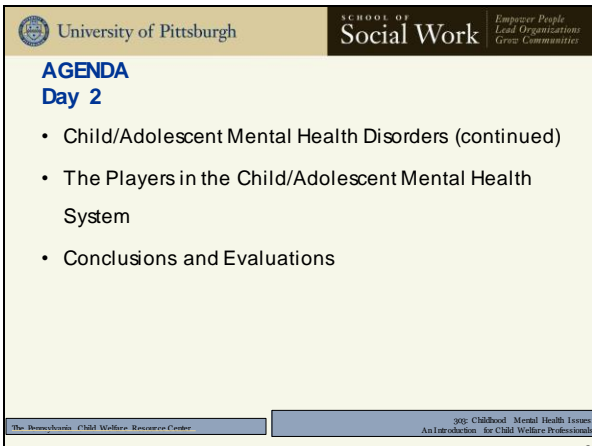 University of Pittsburgh
SCHOOL OF
Social Work
Empower People
Lead Organizations
Grow Communities
AGENDA
Day 2
• Child/Adolescent Mental Health Disorders (continued)
• The Players in the Child/Adolescent Mental Health
System
• Conclusions and Evaluations
The Pennsylvania Child Welfare Resource Center
303: Childhood Mental Health Issues
An Introduction for Child Welfare Professionals